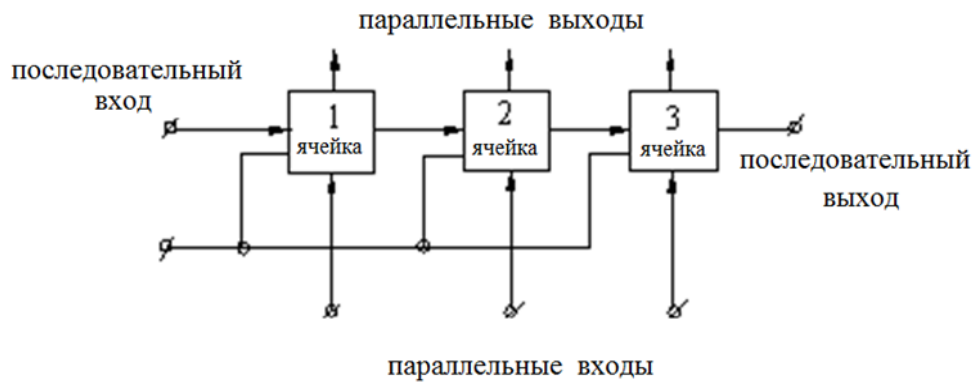 параллельные выходы
последовательный
вход
1
ячейка
2
ячейка
3
ячейка
последовательный
выход
параллельные входы